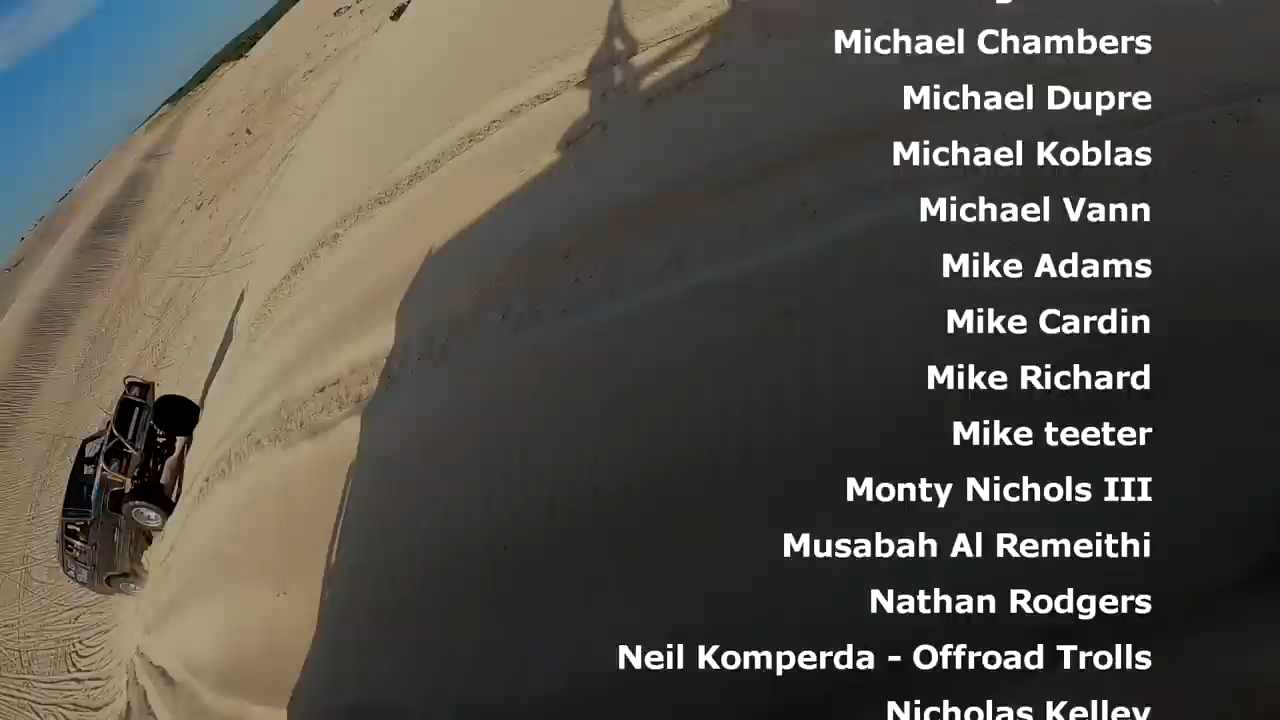 Michael Chambers
Michael Dupre
Michael Koblas
Michael Vann
Mike Adams
Mike Cardin
Mike Richard
Mike teeter
Monty Nichols III
Musabah Al Remeithi
Nathan Rodgers
Neil Komperda - Offroad Trolls
Nicholas Kelley